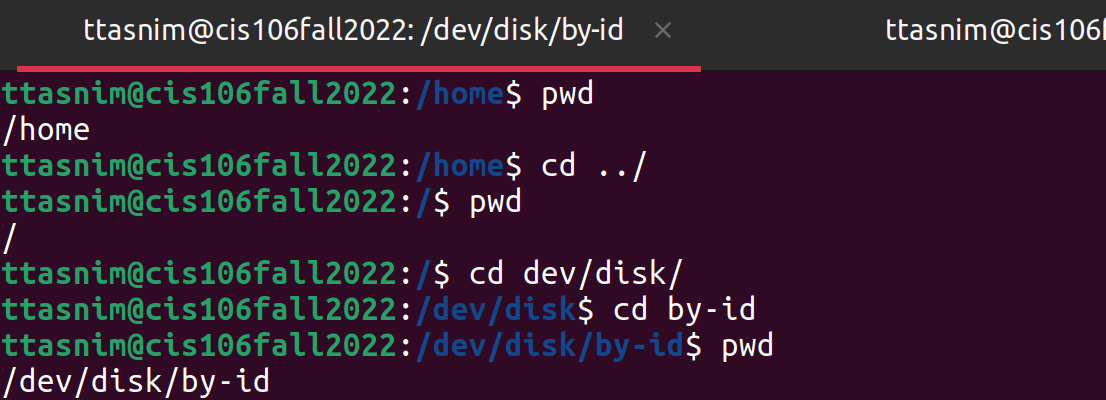 ttasnim@cis106fall2022: /dev/disk/by-id × ttasnim@cis106f
ttasnim@cis106fall2022:/home$ pwd
/home
ttasnim@cis106fall2022:/home$ cd ../
ttasnim@cis106fall2022:/$ pwd
/
ttasnim@cis106fall2022:/$ cd dev/disk/
ttasnim@cis106fall2022:/dev/disk$ cd by-id
ttasnim@cis106fall2022:/dev/disk/by-id$ pwd
/dev/disk/by-id